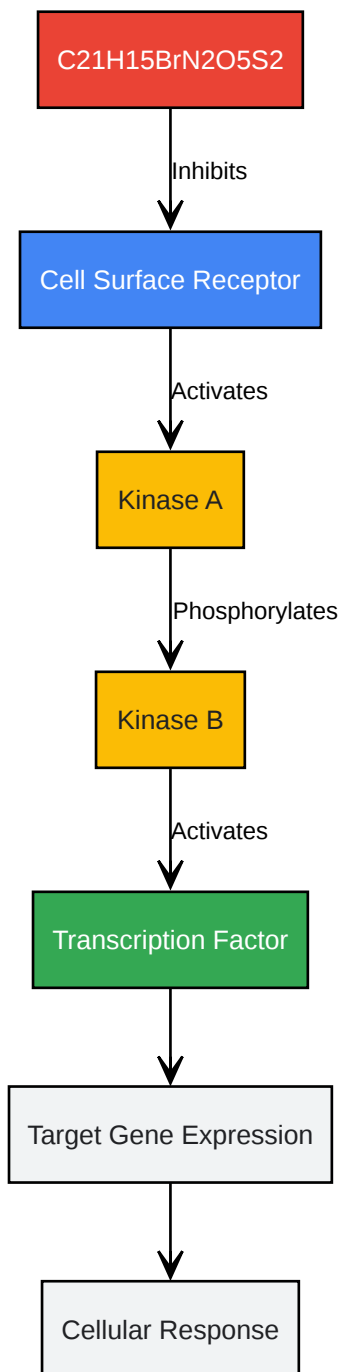 C21H15BrN2O5S2
Inhibits
Cell Surface Receptor
Activates
Kinase A
Phosphorylates
Kinase B
Activates
Transcription Factor
Target Gene Expression
Cellular Response